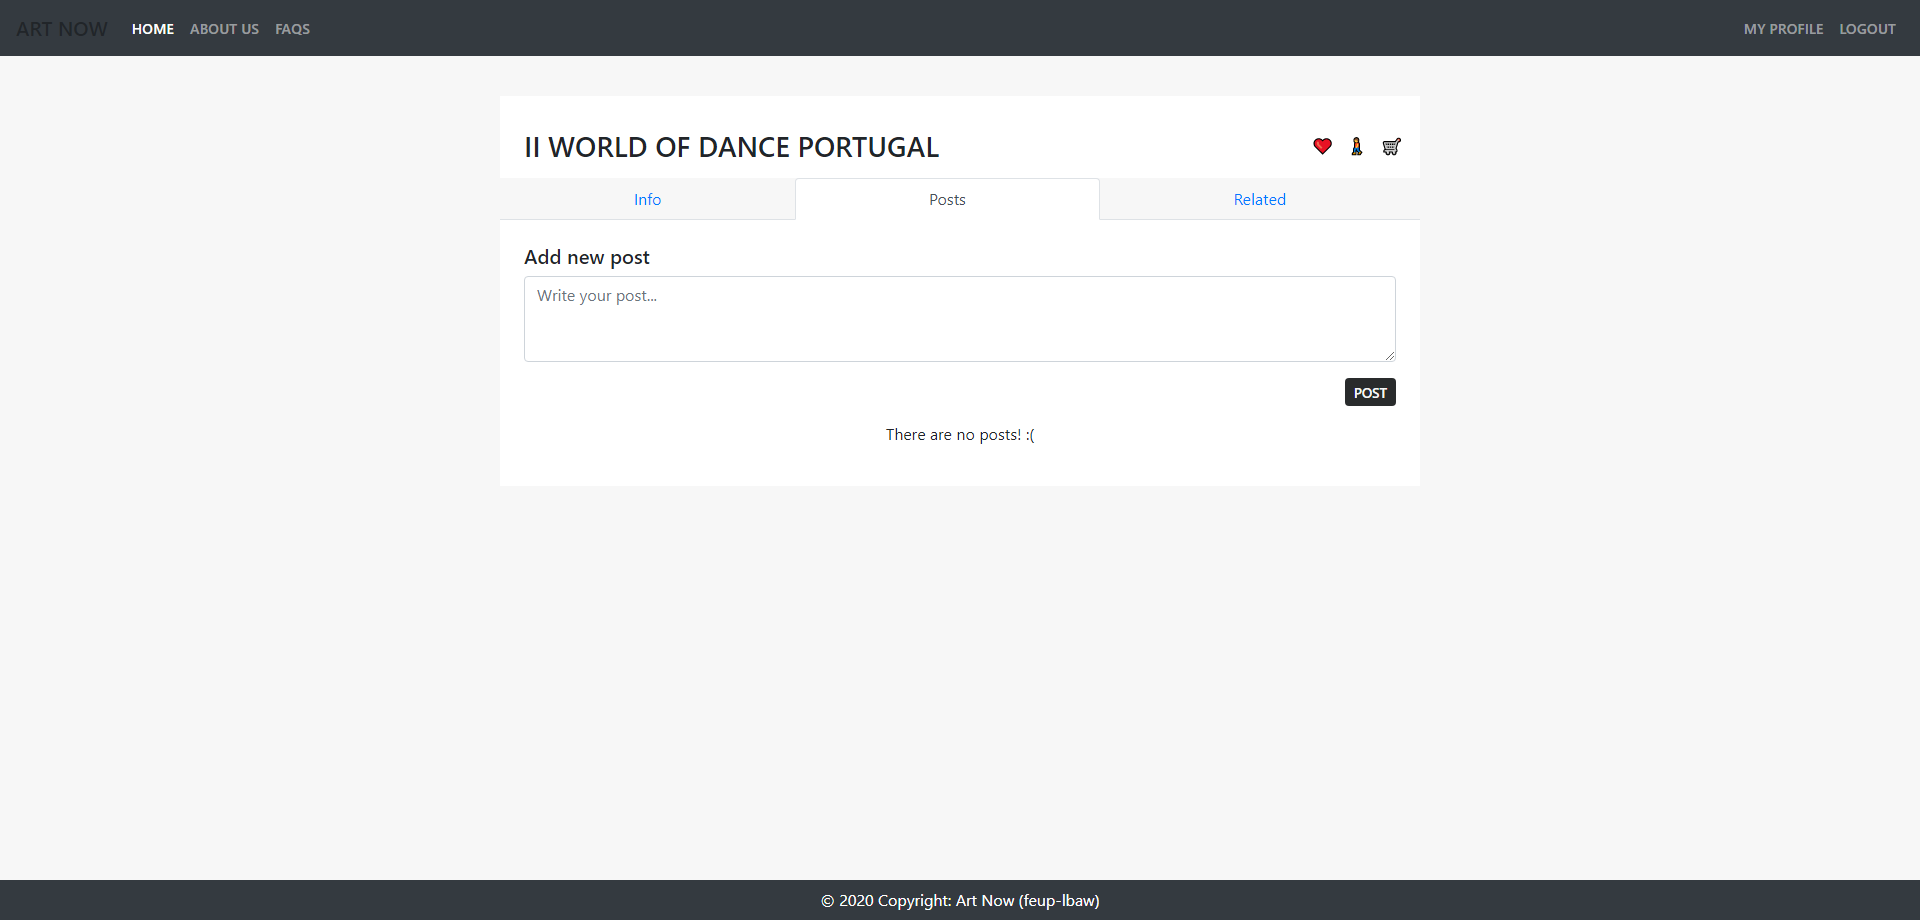 ART NOW HOME ABOUT US FAQS MY PROFILE LOGOUT
II WORLD OF DANCE PORTUGAL
Info Posts Related
Add new post
Write your post...
POST
There are no posts! :(
© 2020 Copyright: Art Now (feup-lbaw)